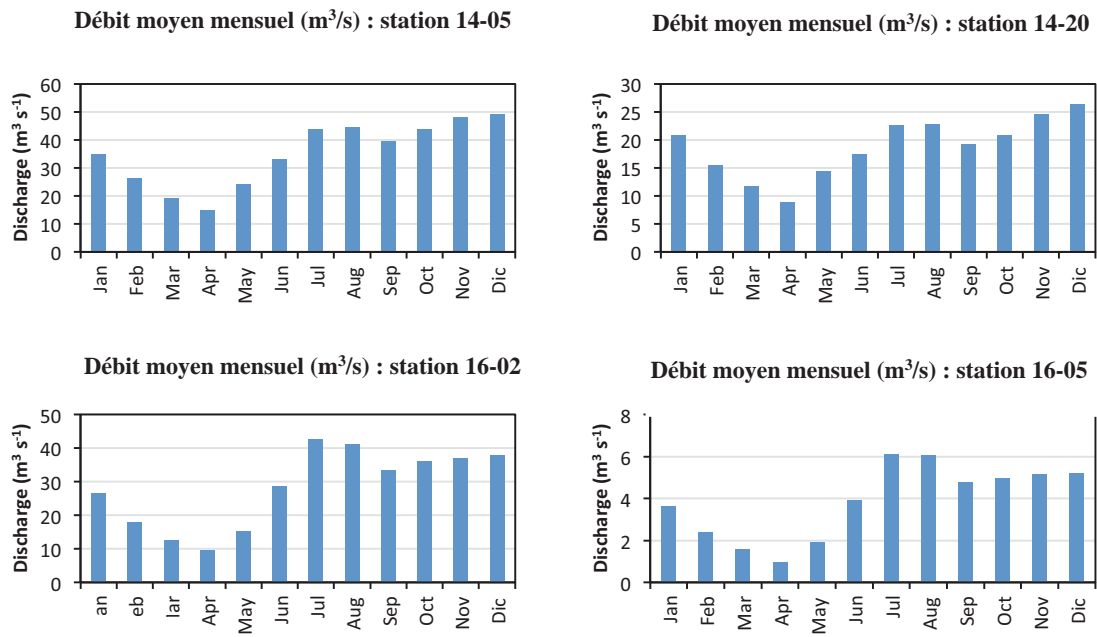 Débit moyen mensuel (m³/s) : station 14-05
Discharge (m³ s⁻¹)
60
50
40
30
20
10
0
Jan Feb Mar Apr May Jun Jul Aug Sep Oct Nov Dic
Débit moyen mensuel (m³/s) : station 14-20
Discharge (m³ s⁻¹)
30
25
20
15
10
5
0
Jan Feb Mar Apr May Jun Jul Aug Sep Oct Nov Dic
Débit moyen mensuel (m³/s) : station 16-02
Discharge (m³ s⁻¹)
50
40
30
20
10
0
an eb lar Apr May Jun Jul Aug Sep Oct Nov Dic
Débit moyen mensuel (m³/s) : station 16-05
Discharge (m³ s⁻¹)
8
6
4
2
0
Jan Feb Mar Apr May Jun Jul Aug Sep Oct Nov Dic